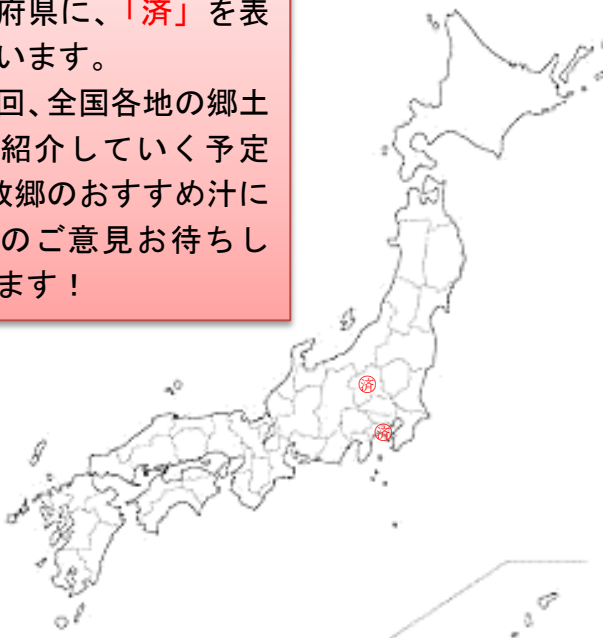 府県に、「済」を表
います。
回、全国各地の郷土
紹介していく予定
故郷のおすすめ汁に
のご意見お待ちし
ます！
済
済